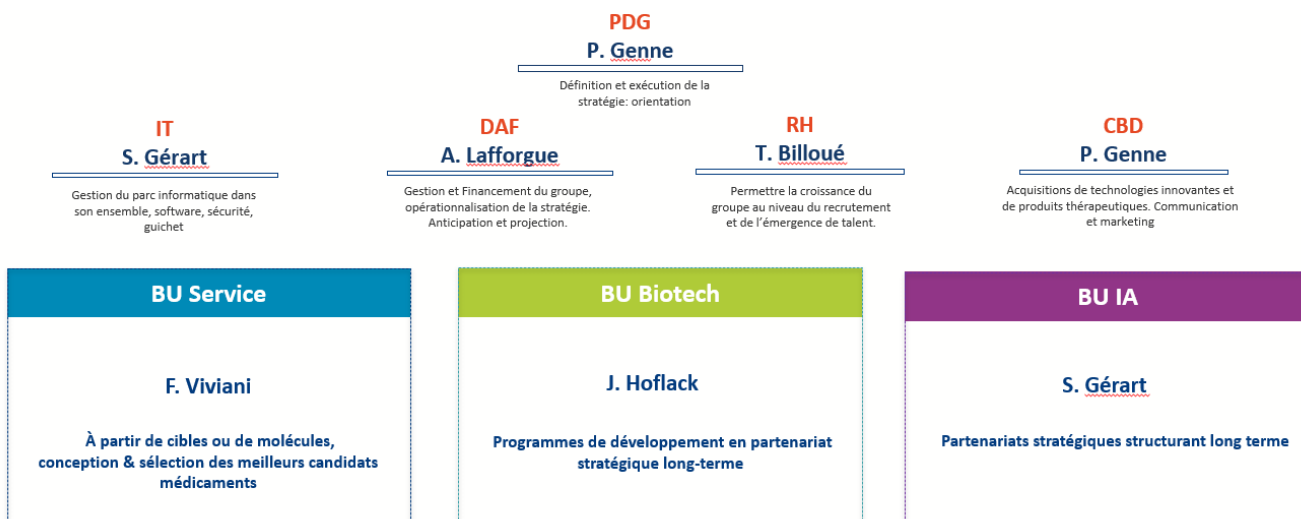 PDG
P. Genne
Définition et exécution de la
stratégie: orientation
IT
S. Gérart
Gestion du parc informatique dans
son ensemble, software, sécurité,
guichet
DAF
A. Lafforgue
Gestion et Financement du groupe,
opérationnalisation de la stratégie.
Anticipation et projection.
RH
T. Billoué
Permettre la croissance du
groupe au niveau du recrutement
et de l'émergence de talent.
CBD
P. Genne
Acquisitions de technologies innovantes et
de produits thérapeutiques. Communication
et marketing
BU Service
F. Viviani
À partir de cibles ou de molécules,
conception & sélection des meilleurs candidats
médicaments
BU Biotech
J. Hoflack
Programmes de développement en partenariat
stratégique long-terme
BU IA
S. Gérart
Partenariats stratégiques structurant long terme